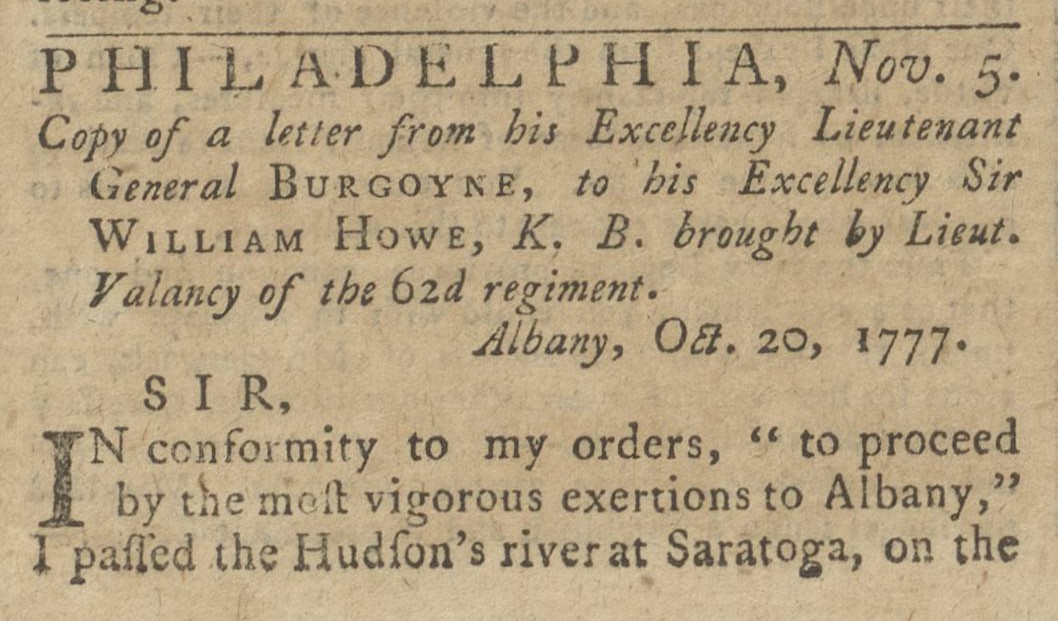 PHILADELPHIA, Nov. 5.
Copy of a letter from his Excellency Lieutenant
General BURGOYNE, to his Excellency Sir
WILLIAM HOWE, K. B. brought by Lieut.
Valancy of the 62d regiment.
Albany, Oct. 20, 1777.
SIR,
IN conformity to my orders, “ to proceed
by the moſt vigorous exertions to Albany,”
I paſſed the Hudſon's river at Saratoga, on the